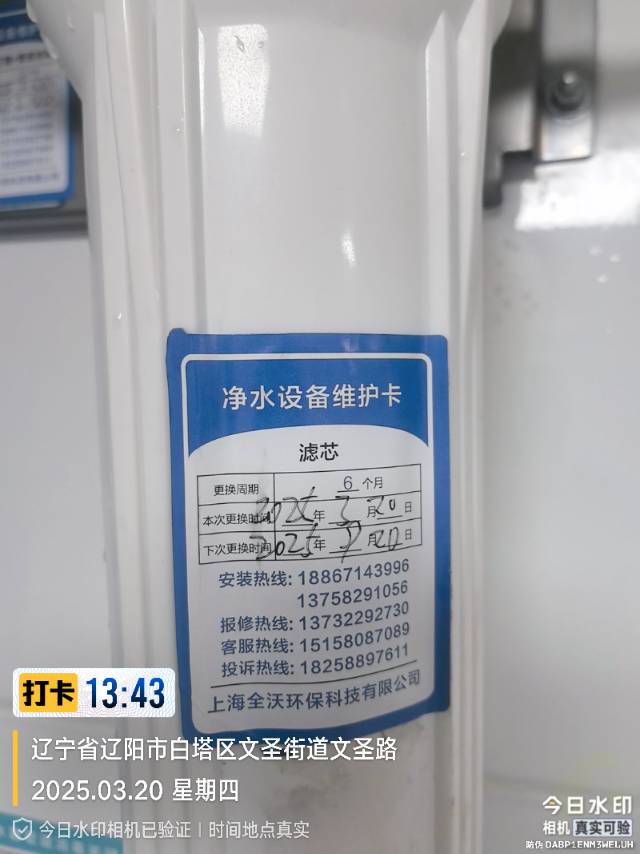 净水设备维护卡
滤芯
更换周期 6 个月
本次更换时间 2025 年 3 月 20 日
下次更换时间 2025 年 9 月 20 日
安装热线: 18867143996
13758291056
报修热线: 13732292730
客服热线: 15158087089
投诉热线: 18258897611
上海全沃环保科技有限公司
打卡 13:43
辽宁省辽阳市白塔区文圣街道文圣路
2025.03.20 星期四
今日水印相机已验证 | 时间地点真实
今日水印
相机 真实可验
防伪 DABP1ENM3WELUH